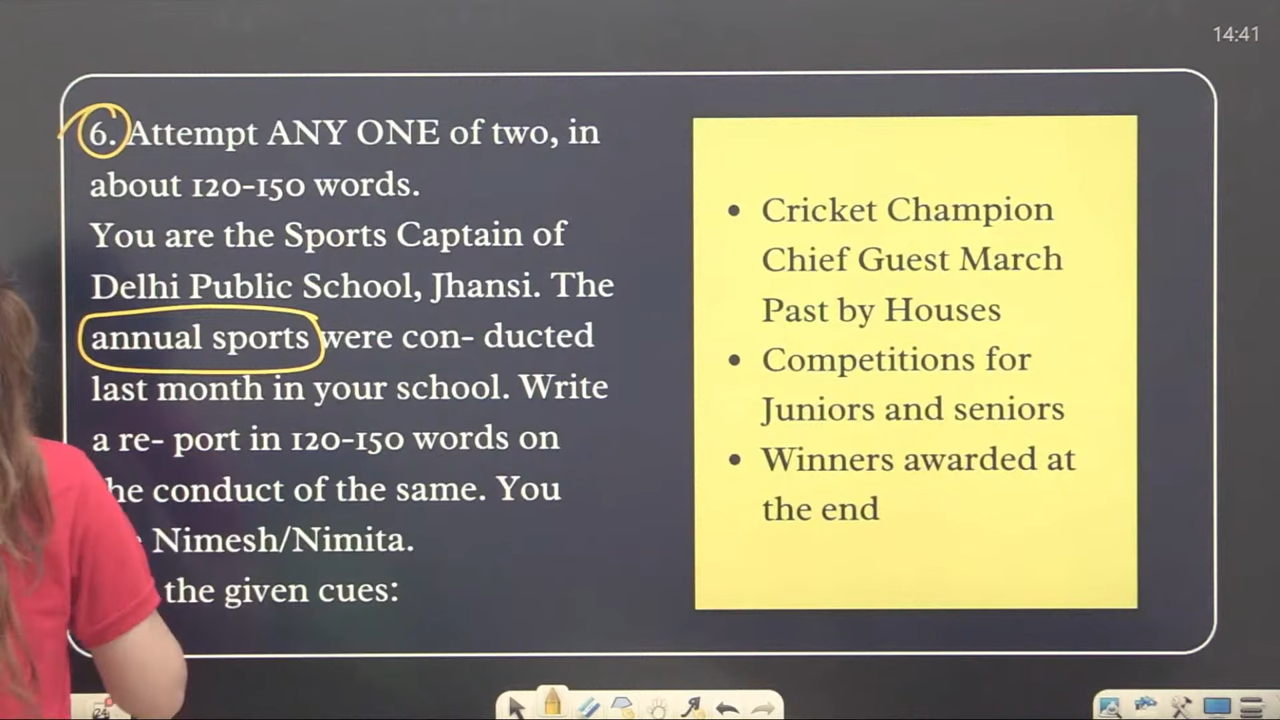 14:41
6. Attempt ANY ONE of two, in
about 120-150 words.
You are the Sports Captain of
Delhi Public School, Jhansi. The
annual sports were con- ducted
last month in your school. Write
a re- port in 120-150 words on
he conduct of the same. You
Nimesh/Nimita.
the given cues:
• Cricket Champion
Chief Guest March
Past by Houses
• Competitions for
Juniors and seniors
• Winners awarded at
the end
24